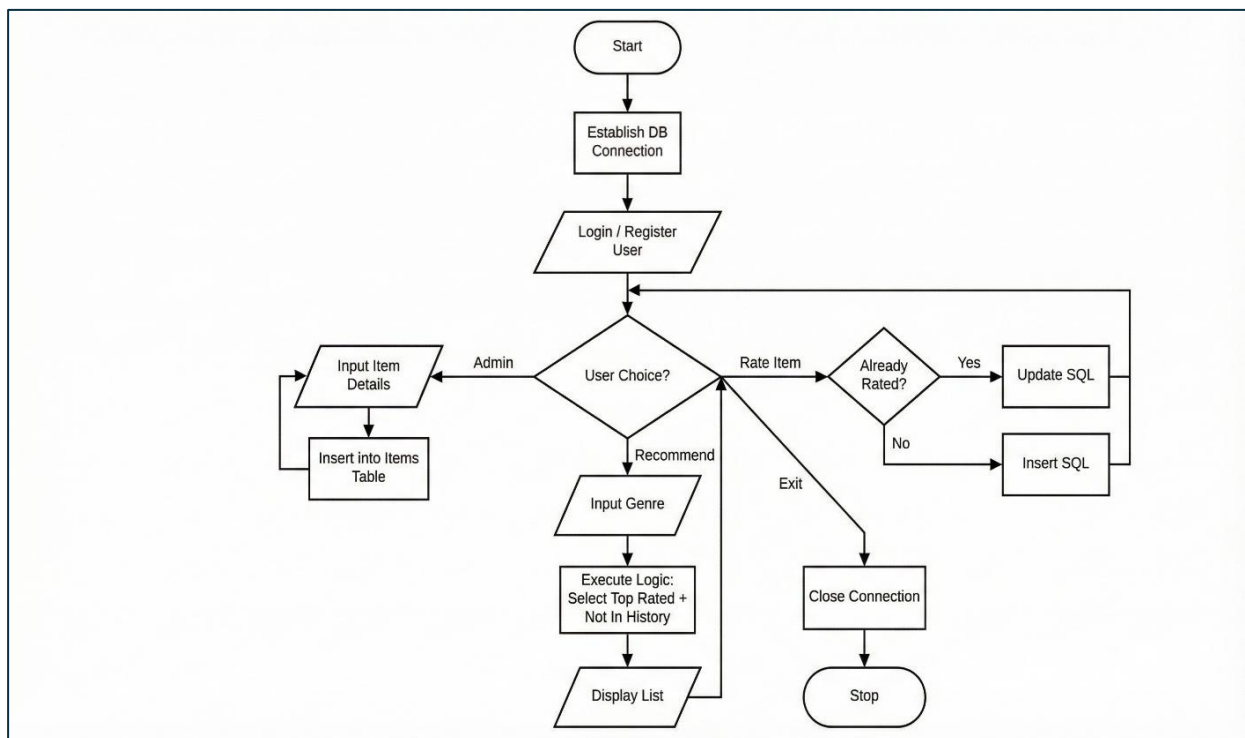 Start
Establish DB
Connection
Login / Register
User
User Choice?
Admin
Input Item
Details
Insert into Items
Table
Rate Item
Already
Rated?
Yes
Update SQL
No
Insert SQL
Recommend
Input Genre
Execute Logic:
Select Top Rated +
Not In History
Display List
Exit
Close Connection
Stop